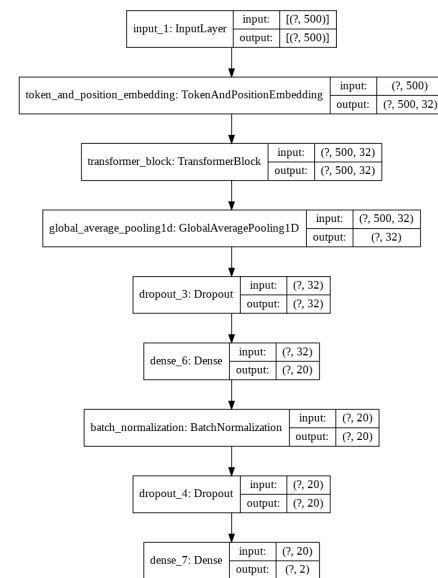 input_1: InputLayer input: [(?, 500)]
output: [(?, 500)]
token_and_position_embedding: TokenAndPositionEmbedding input: (?, 500)
output: (?, 500, 32)
transformer_block: TransformerBlock input: (?, 500, 32)
output: (?, 500, 32)
global_average_pooling1d: GlobalAveragePooling1D input: (?, 500, 32)
output: (?, 32)
dropout_3: Dropout input: (?, 32)
output: (?, 32)
dense_6: Dense input: (?, 32)
output: (?, 20)
batch_normalization: BatchNormalization input: (?, 20)
output: (?, 20)
dropout_4: Dropout input: (?, 20)
output: (?, 20)
dense_7: Dense input: (?, 20)
output: (?, 2)